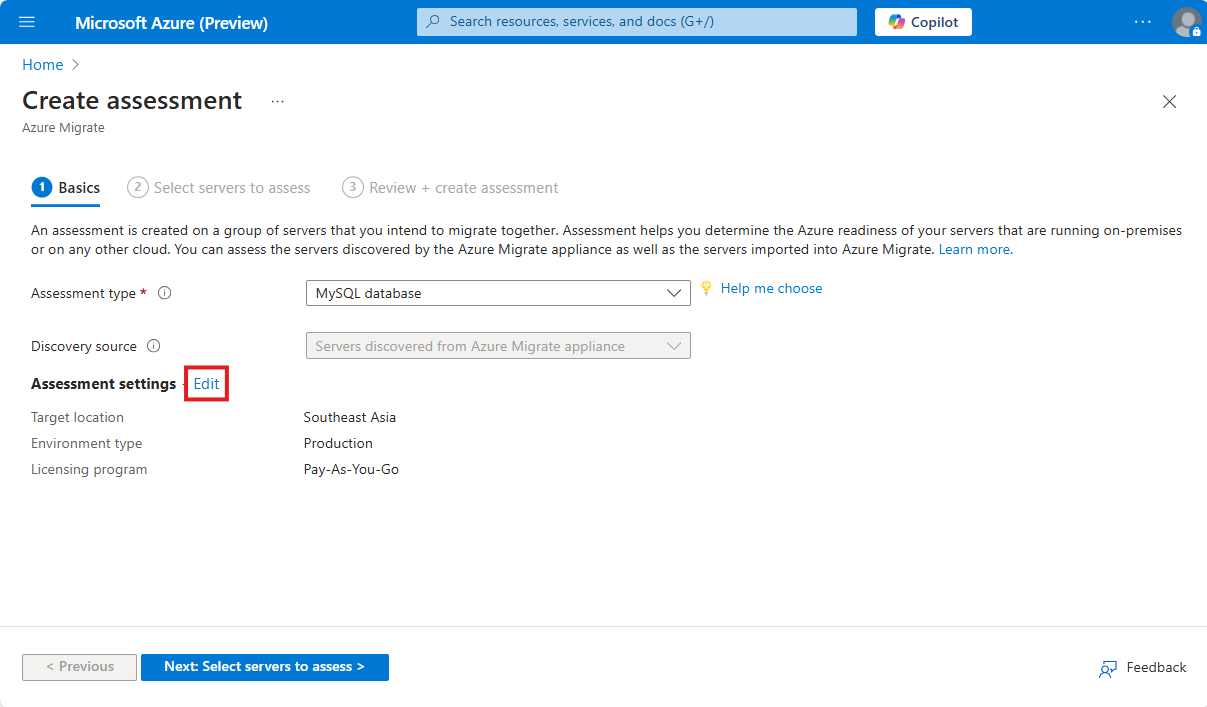 Microsoft Azure (Preview)
Search resources, services, and docs (G+/)
Copilot
Home
Create assessment
Azure Migrate
1 Basics
2 Select servers to assess
3 Review + create assessment
An assessment is created on a group of servers that you intend to migrate together. Assessment helps you determine the Azure readiness of your servers that are running on-premises
or on any other cloud. You can assess the servers discovered by the Azure Migrate appliance as well as the servers imported into Azure Migrate. Learn more.
Assessment type *
MySQL database
Help me choose
Discovery source
Servers discovered from Azure Migrate appliance
Assessment settings - Edit
Target location
Southeast Asia
Environment type
Production
Licensing program
Pay-As-You-Go
< Previous
Next: Select servers to assess >
Feedback